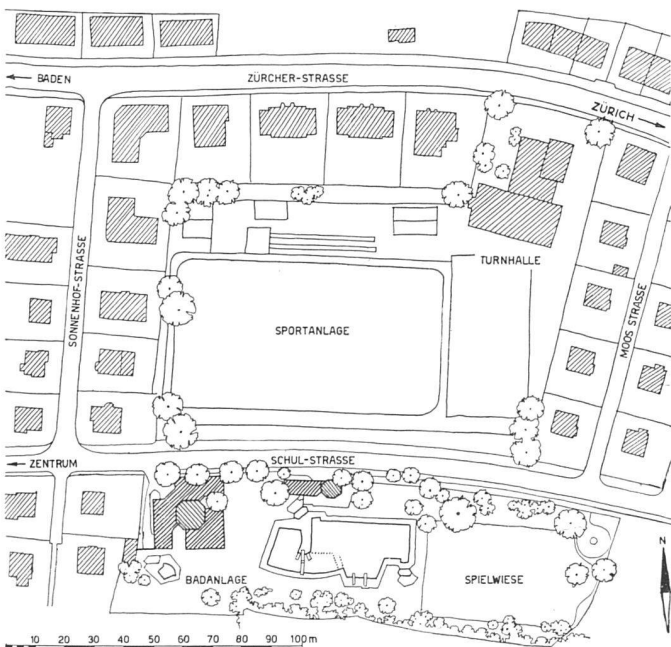 BADEN
ZÜRCHER-STRASSE
ZÜRICH
SONNENHOF-STRASSE
TURNHALLE
MOOS STRASSE
SPORTANLAGE
SCHUL-STRASSE
ZENTRUM
N
BADANLAGE
SPIELWIESE
10 20 30 40 50 60 70 80 90 100 m